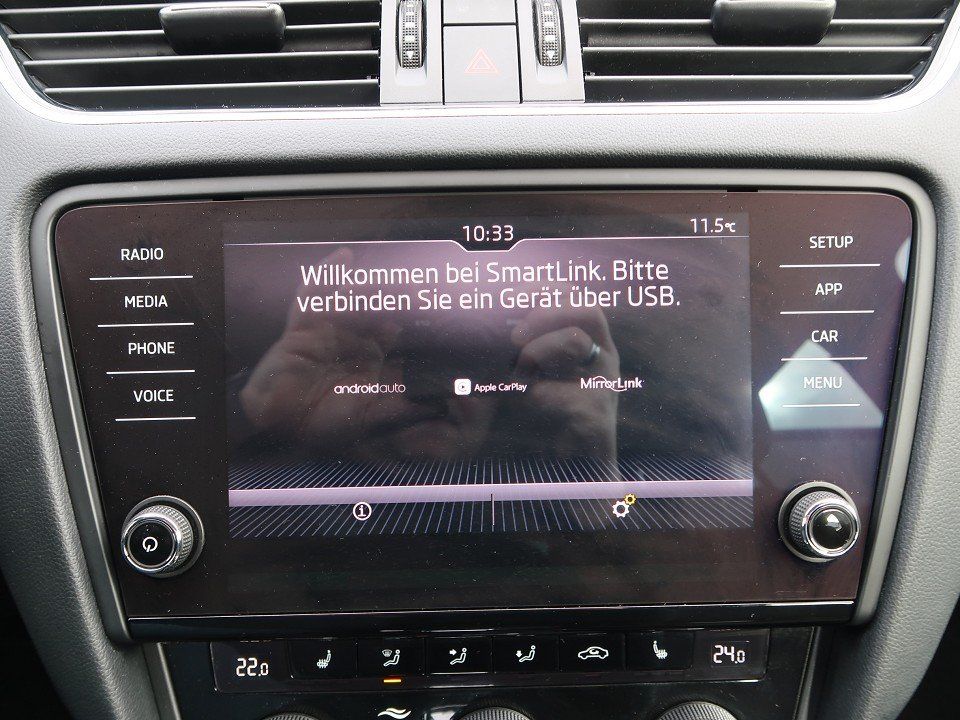 10:33
11.5°C
RADIO
MEDIA
PHONE
VOICE
Willkommen bei SmartLink. Bitte
verbinden Sie ein Gerät über USB.
androidauto
Apple CarPlay
MirrorLink
SETUP
APP
CAR
MENU
22.0
24.0